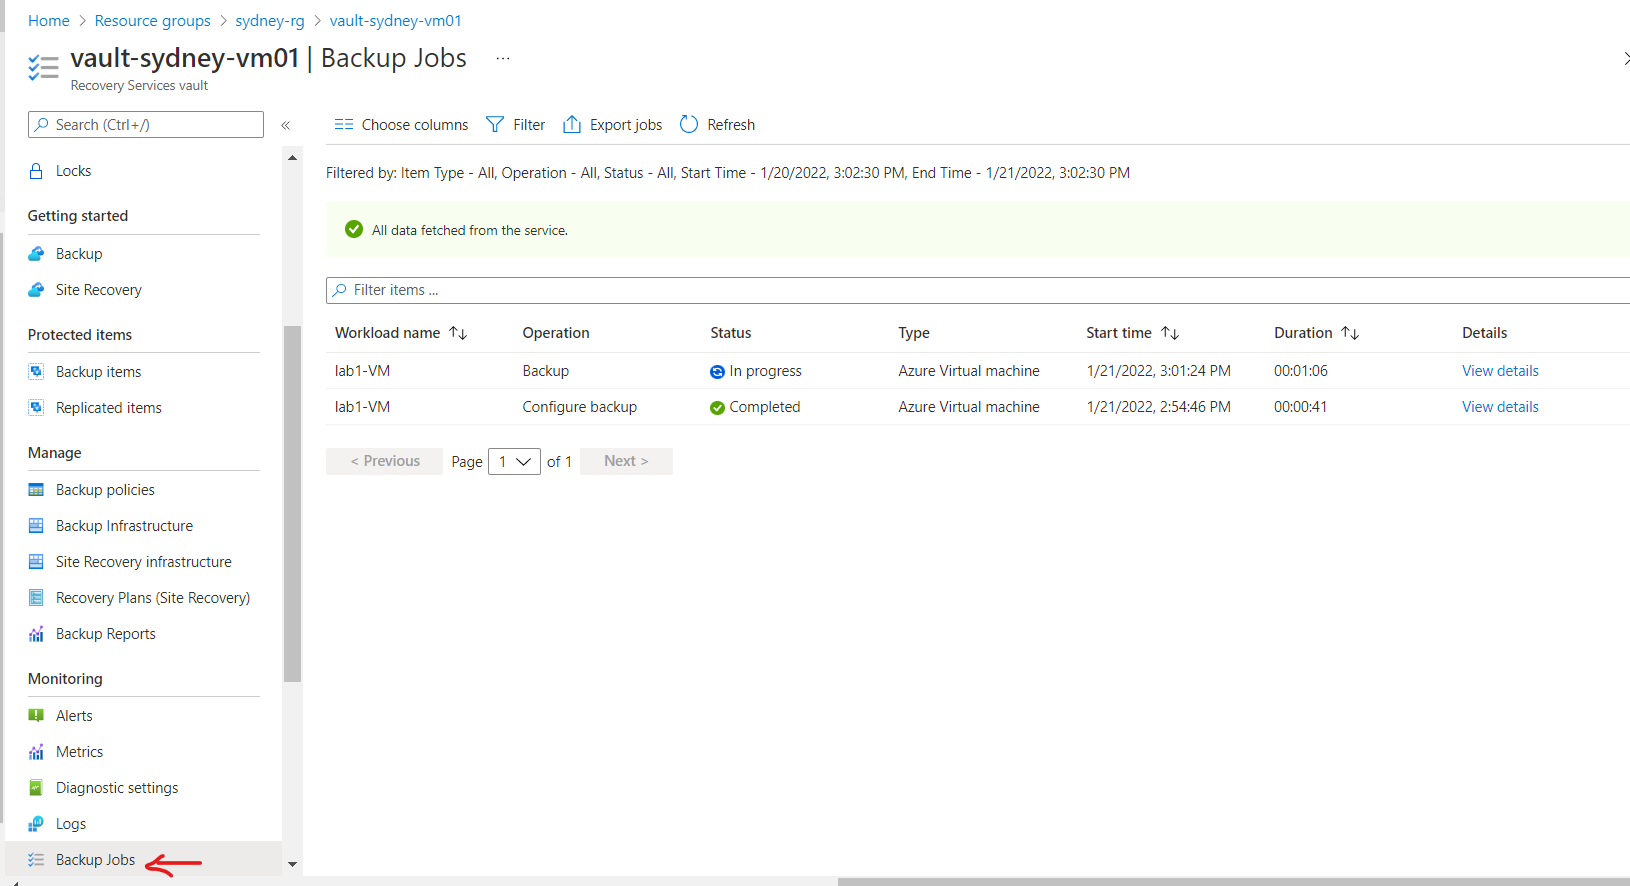 Home > Resource groups > sydney-rg > vault-sydney-vm01
vault-sydney-vm01 | Backup Jobs ...
Recovery Services vault
Search (Ctrl+/) «
Locks
Getting started
Backup
Site Recovery
Protected items
Backup items
Replicated items
Manage
Backup policies
Backup Infrastructure
Site Recovery infrastructure
Recovery Plans (Site Recovery)
Backup Reports
Monitoring
Alerts
Metrics
Diagnostic settings
Logs
Backup Jobs
Choose columns Filter Export jobs Refresh
Filtered by: Item Type - All, Operation - All, Status - All, Start Time - 1/20/2022, 3:02:30 PM, End Time - 1/21/2022, 3:02:30 PM
All data fetched from the service.
Filter items ...
Workload name ↑↓ Operation Status Type Start time ↑↓ Duration ↑↓ Details
lab1-VM Backup In progress Azure Virtual machine 1/21/2022, 3:01:24 PM 00:01:06 View details
lab1-VM Configure backup Completed Azure Virtual machine 1/21/2022, 2:54:46 PM 00:00:41 View details
< Previous Page 1 of 1 Next >